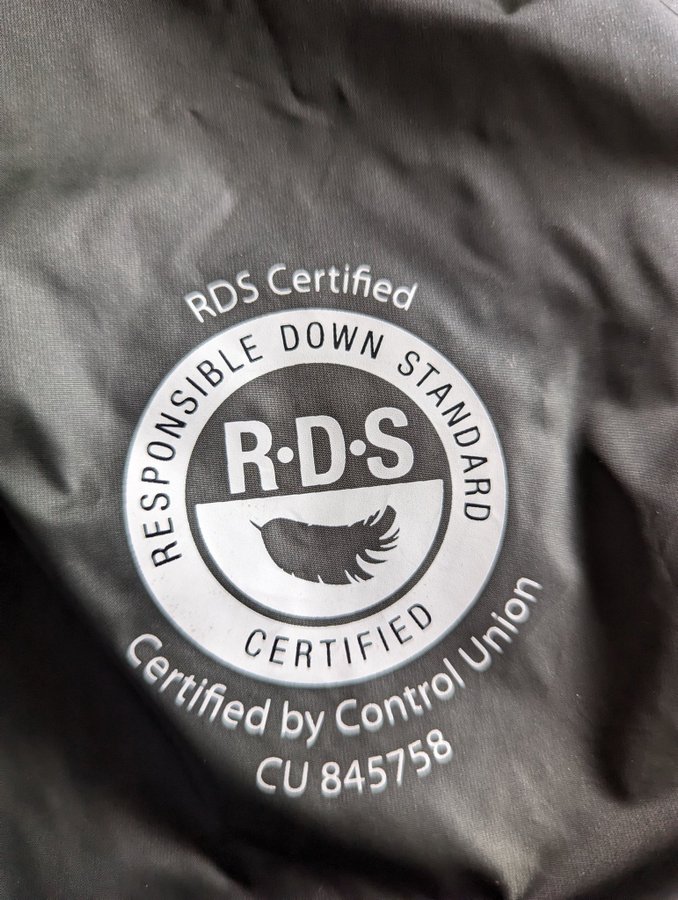 RDS Certified
RESPONSIBLE DOWN STANDARD
R·D·S
CERTIFIED
Certified by Control Union
CU 845758